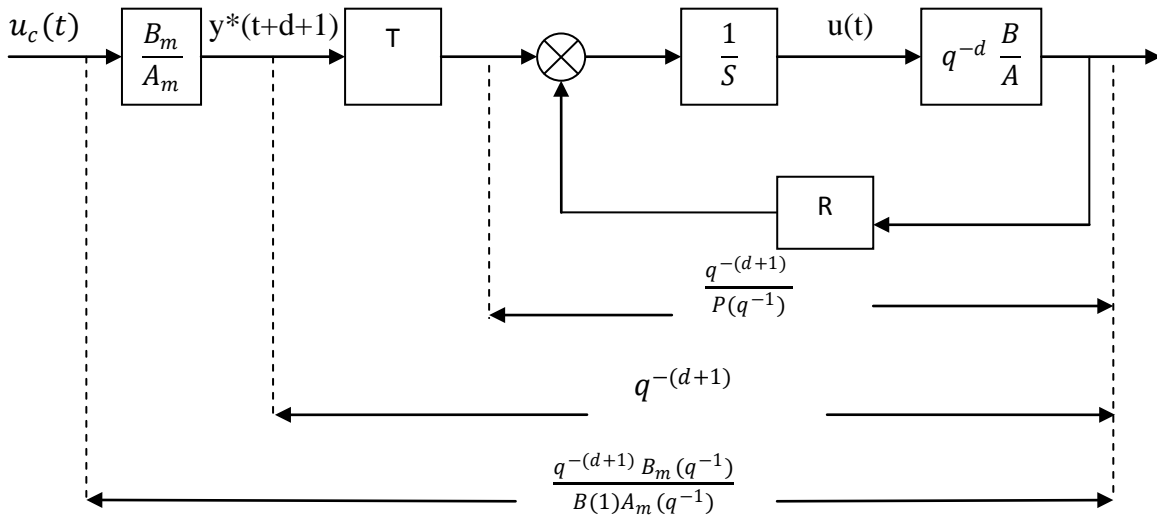 u_c(t)
B_m/A_m
y*(t+d+1)
T
1/S
u(t)
q^{-d} B/A
R
q^{-(d+1)}/P(q^{-1})
q^{-(d+1)}
q^{-(d+1)} B_m(q^{-1})/B(1)A_m(q^{-1})